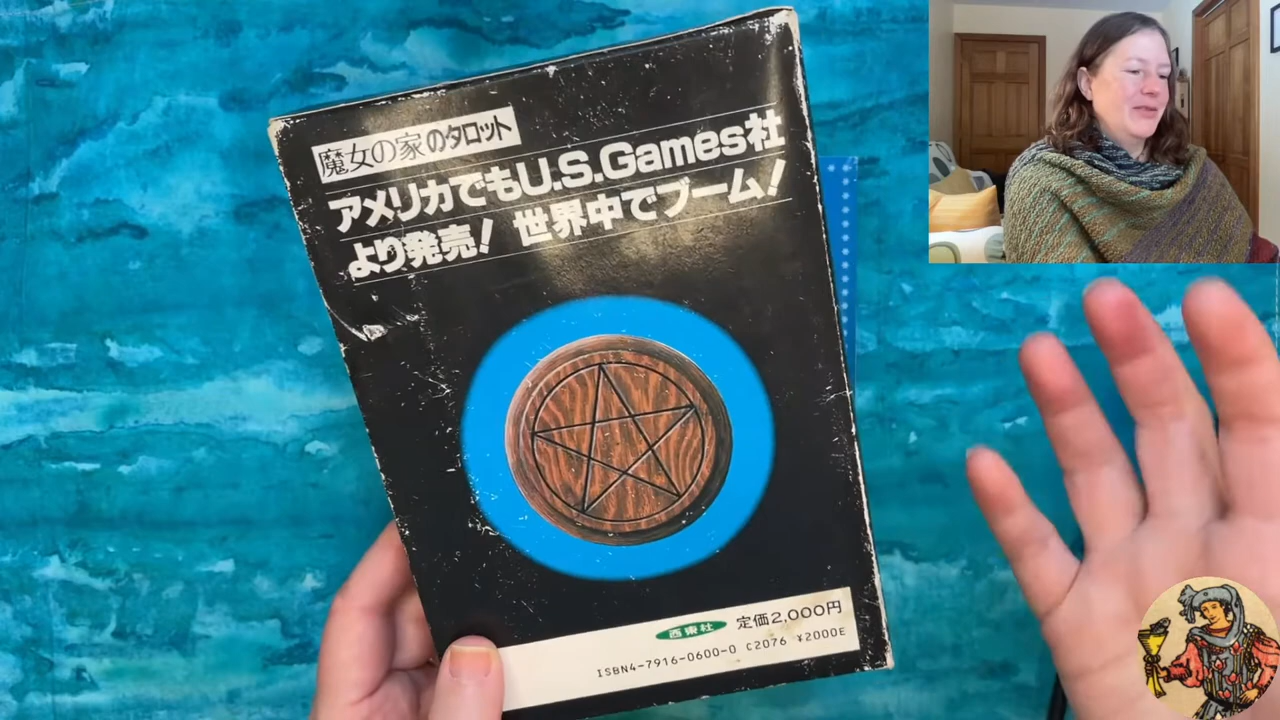 魔女の家のタロット
アメリカでもU.S.Games社
より発売! 世界中でブーム!
西東社 定価2,000円
ISBN4-7916-0600-0 C2076 ¥2000E